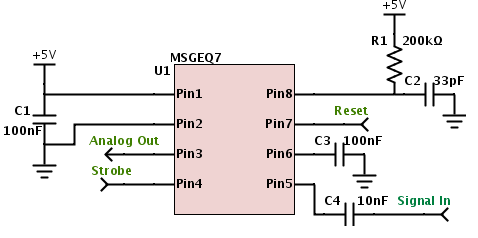 +5V
R1 200kΩ
+5V
MSGEQ7
U1
C2 33pF
C1
100nF
Pin1 Pin8
Reset
Pin2 Pin7
Analog Out
C3 100nF
Pin3 Pin6
Strobe
Pin4 Pin5
C4 10nF Signal In